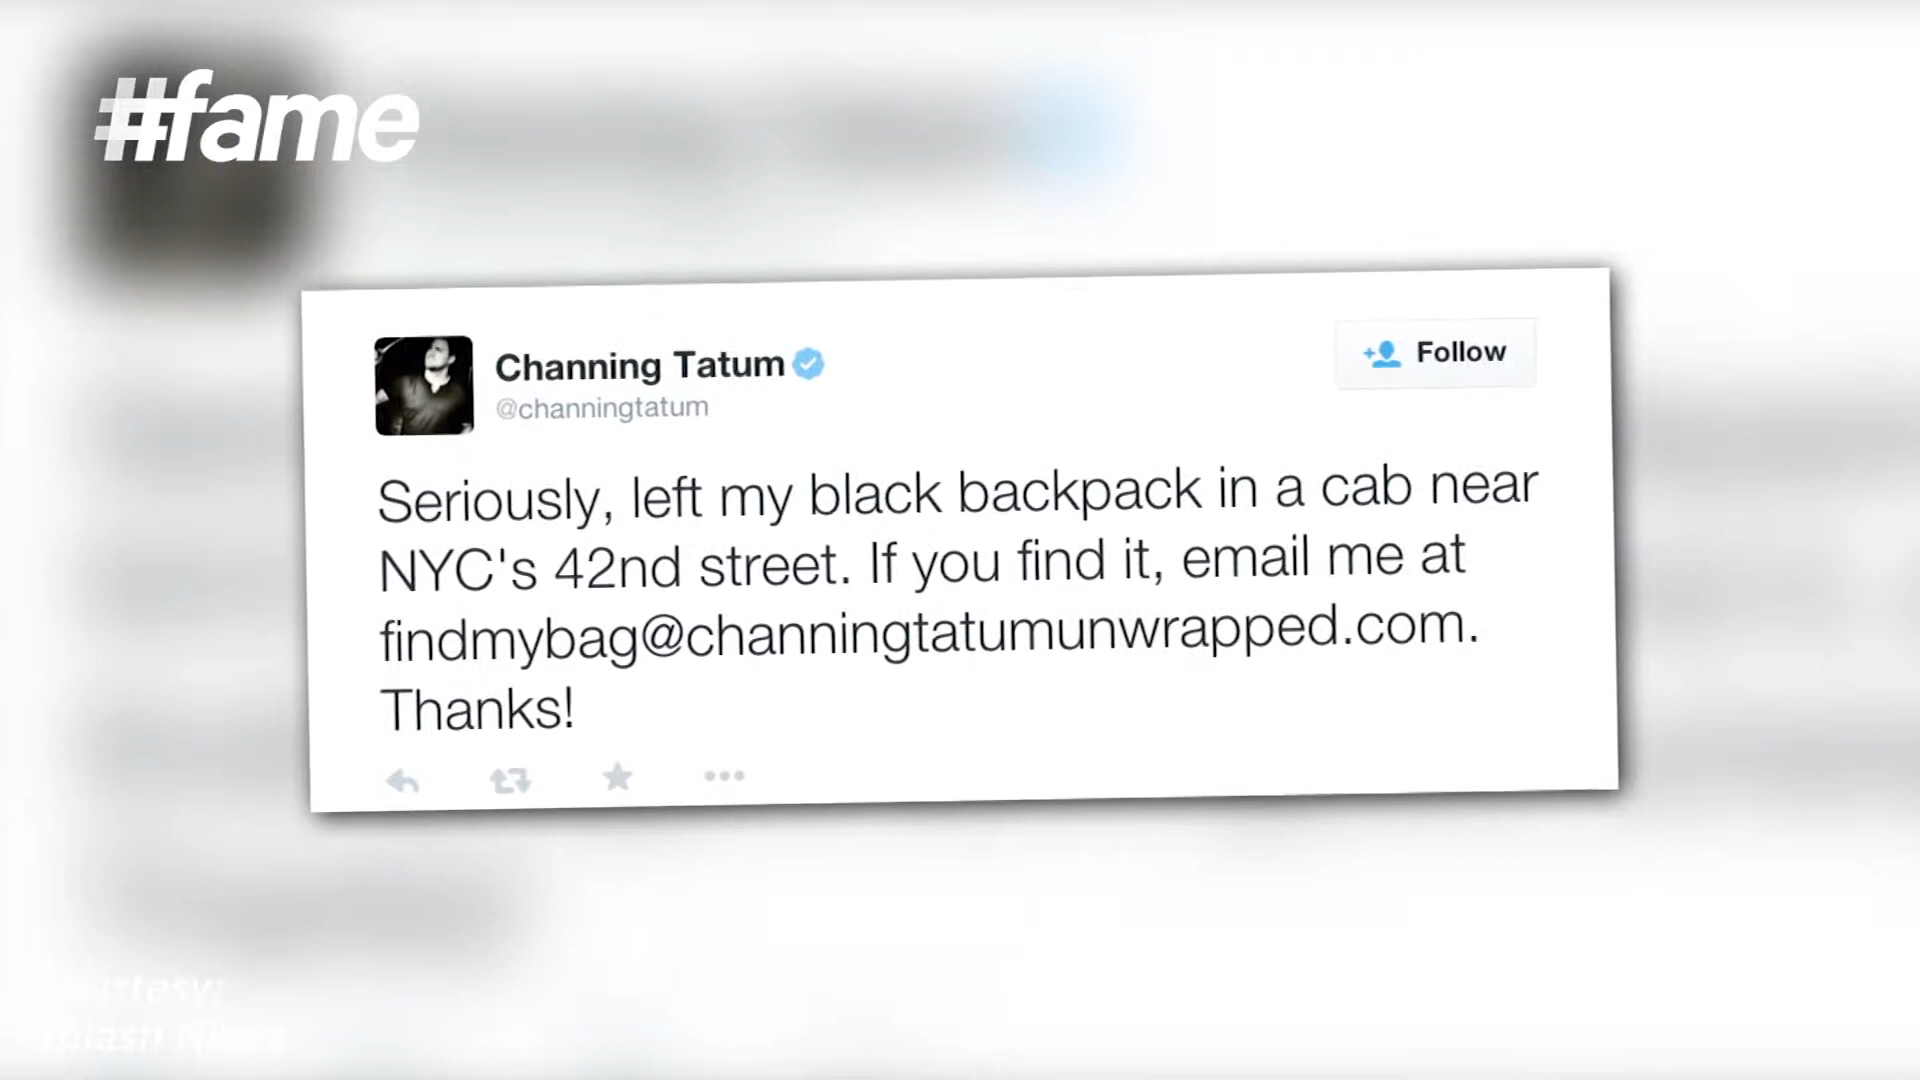 #fame
Channing Tatum
Follow
@channingtatum
Seriously, left my black backpack in a cab near
NYC's 42nd street. If you find it, email me at
findmybag@channingtatumunwrapped.com.
Thanks!